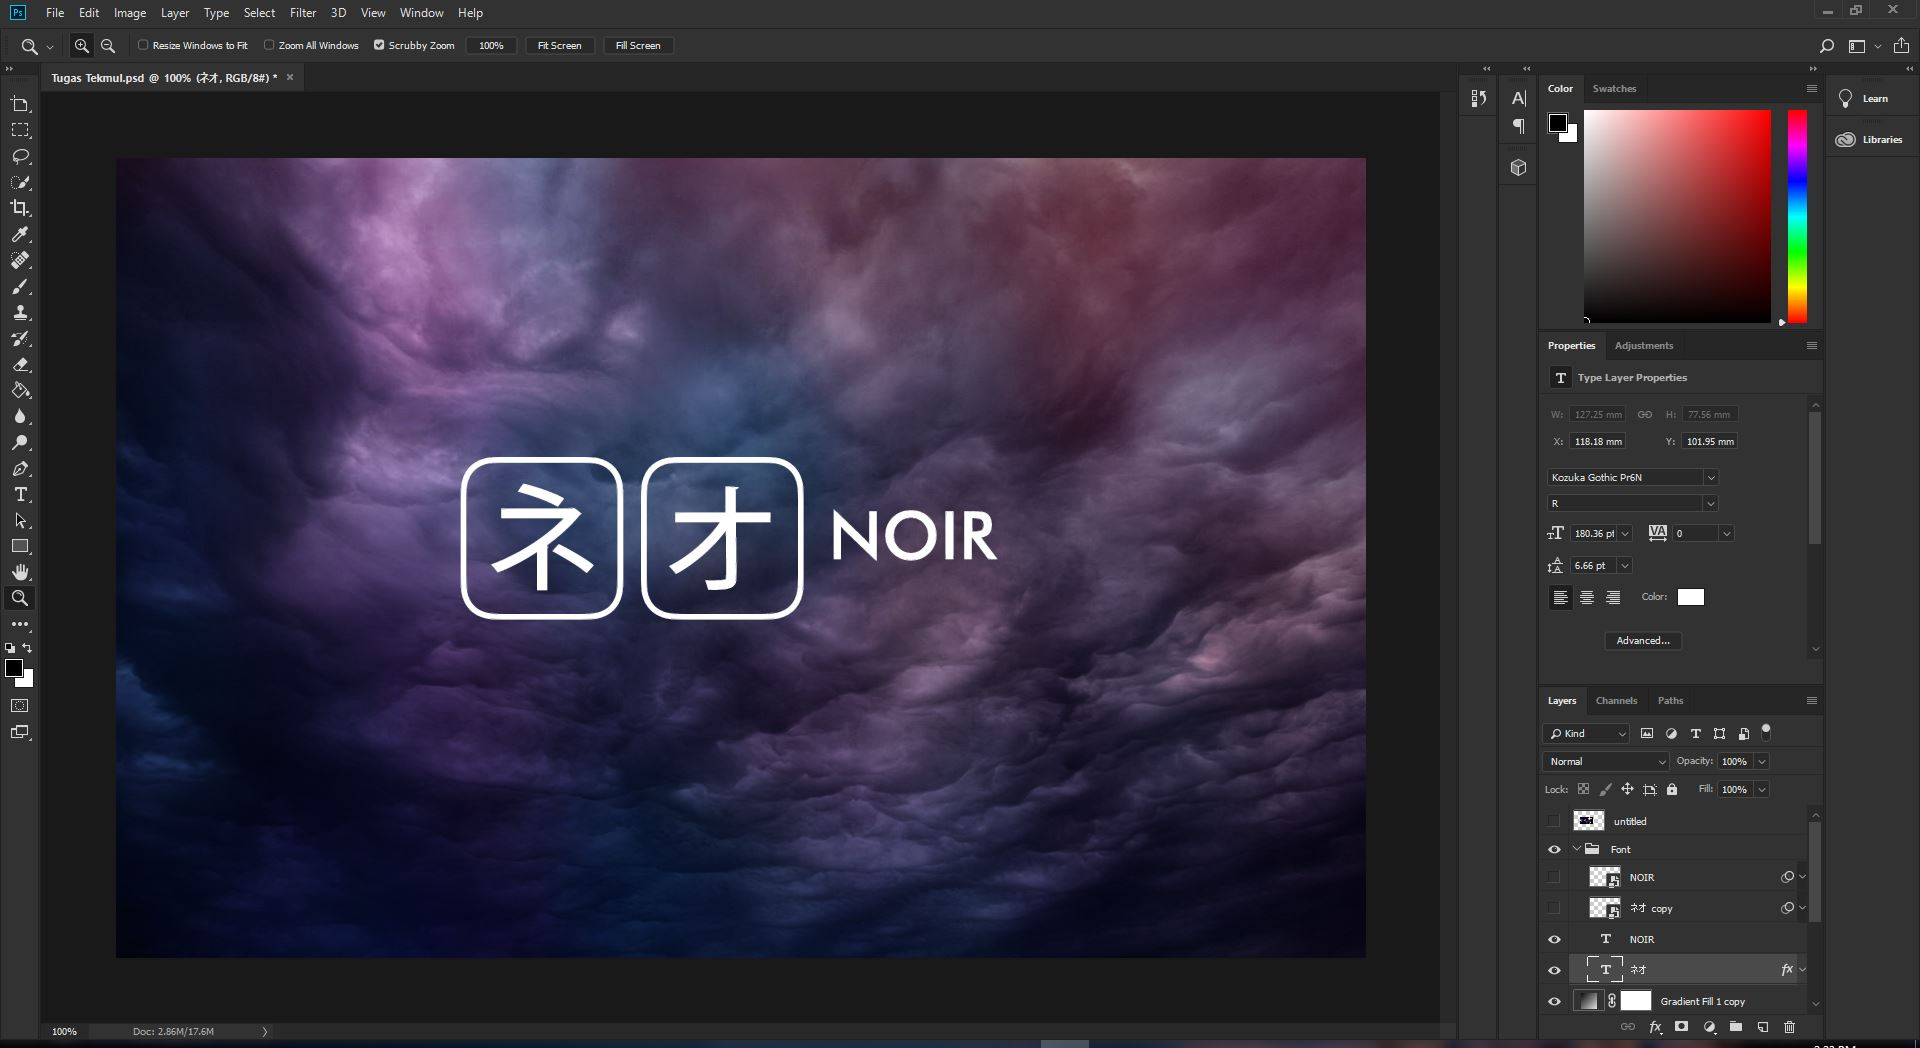 Ps File Edit Image Layer Type Select Filter 3D View Window Help
Resize Windows to Fit Zoom All Windows Scrubby Zoom 100% Fit Screen Fill Screen
Tugas Tekmul.psd @ 100% (ネオ, RGB/8#) *
Color Swatches
Learn
Libraries
Properties Adjustments
Type Layer Properties
W: 127.25 mm H: 77.56 mm
X: 118.18 mm Y: 101.95 mm
Kozuka Gothic Pr6N
R
180.36 pt VA 0
6.66 pt
Color:
Advanced...
ネオ NOIR
Layers Channels Paths
Kind
Normal Opacity: 100%
Lock: Fill: 100%
untitled
Font
NOIR
ネオ copy
NOIR
ネオ fx
Gradient Fill 1 copy
fx
100% Doc: 2.86M/17.6M